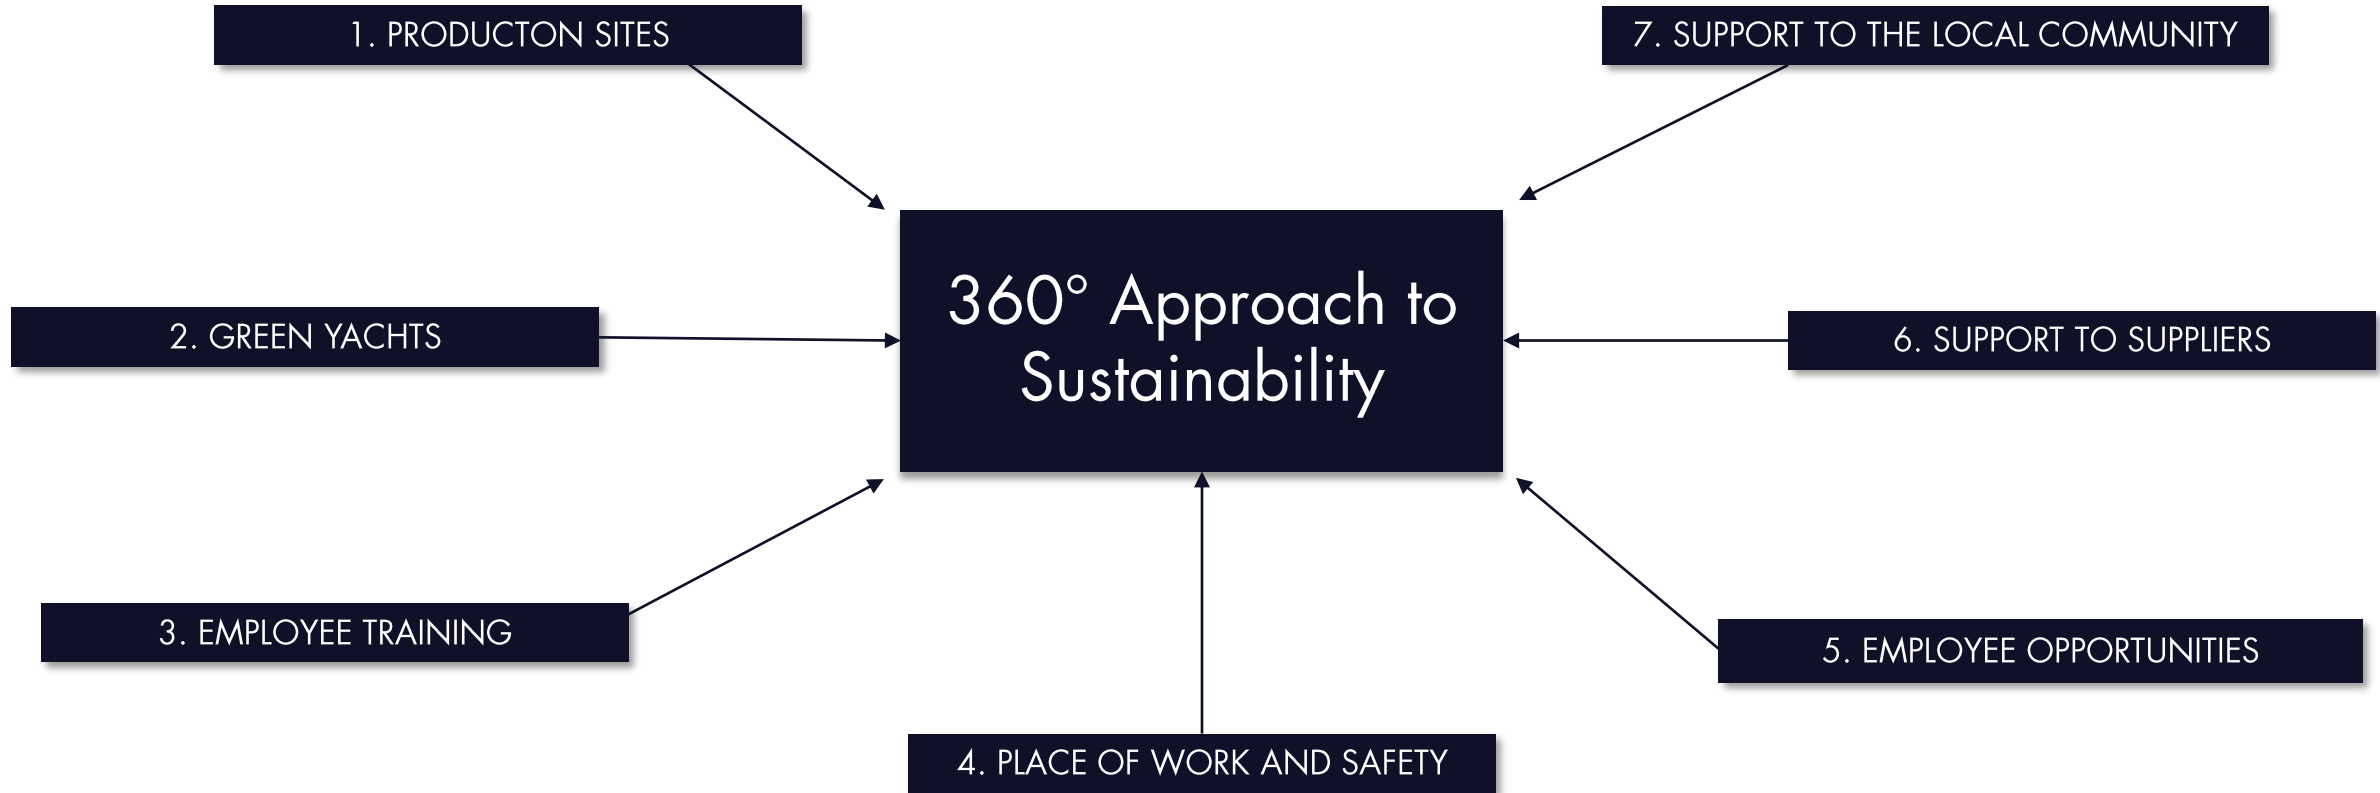 1. PRODUCTON SITES
7. SUPPORT TO THE LOCAL COMMUNITY
360° Approach to
Sustainability
2. GREEN YACHTS
6. SUPPORT TO SUPPLIERS
3. EMPLOYEE TRAINING
5. EMPLOYEE OPPORTUNITIES
4. PLACE OF WORK AND SAFETY